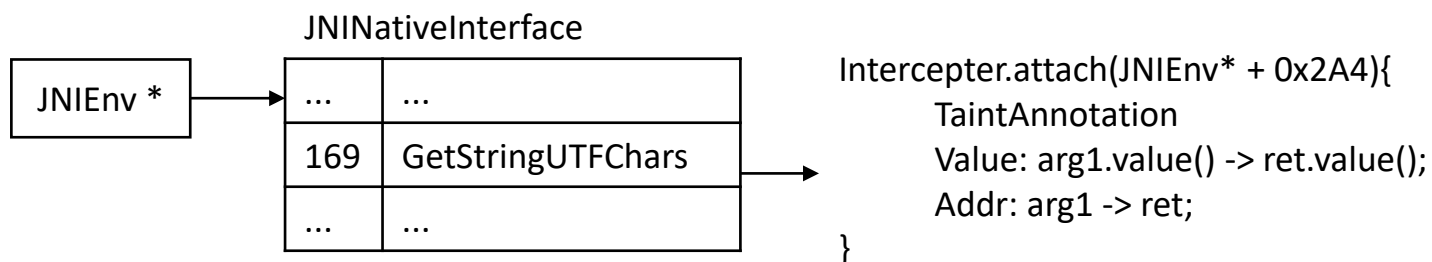 JNINativeInterface
JNIEnv *
... ...
169 GetStringUTFChars
... ...
Intercepter.attach(JNIEnv* + 0x2A4){
TaintAnnotation
Value: arg1.value() -> ret.value();
Addr: arg1 -> ret;
}